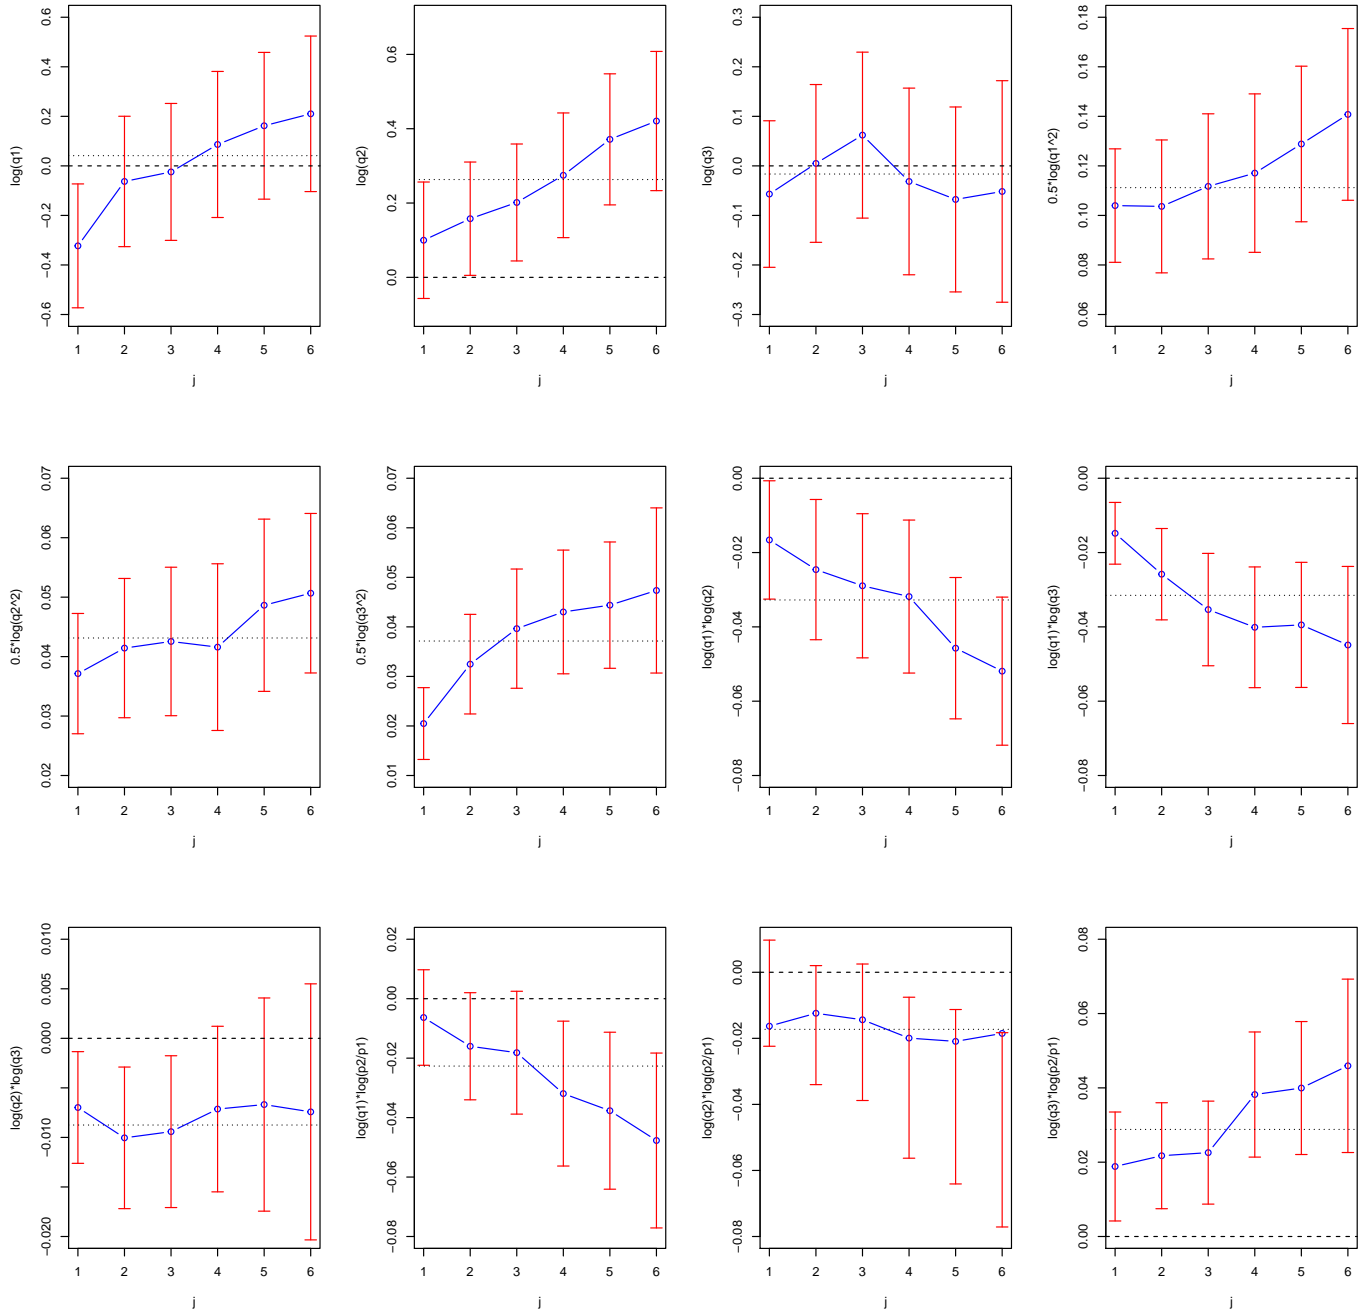 log(q1)
0.6
0.4
0.2
0.0
−0.2
−0.4
−0.6
1 2 3 4 5 6
j
log(q2)
0.6
0.4
0.2
0.0
1 2 3 4 5 6
j
log(q3)
0.3
0.2
0.1
0.0
−0.1
−0.2
−0.3
1 2 3 4 5 6
j
0.5*log(q1^2)
0.18
0.16
0.14
0.12
0.10
0.08
0.06
1 2 3 4 5 6
j
0.5*log(q2^2)
0.07
0.06
0.05
0.04
0.03
0.02
1 2 3 4 5 6
j
0.5*log(q3^2)
0.07
0.06
0.05
0.04
0.03
0.02
0.01
1 2 3 4 5 6
j
log(q1)*log(q2)
0.00
−0.02
−0.04
−0.06
−0.08
1 2 3 4 5 6
j
log(q1)*log(q3)
0.00
−0.02
−0.04
−0.06
−0.08
1 2 3 4 5 6
j
log(q2)*log(q3)
0.010
0.005
0.000
−0.010
−0.020
1 2 3 4 5 6
j
log(q1)*log(p2/p1)
0.02
0.00
−0.02
−0.04
−0.06
−0.08
1 2 3 4 5 6
j
log(q2)*log(p2/p1)
0.00
−0.02
−0.04
−0.06
−0.08
1 2 3 4 5 6
j
log(q3)*log(p2/p1)
0.08
0.06
0.04
0.02
0.00
1 2 3 4 5 6
j